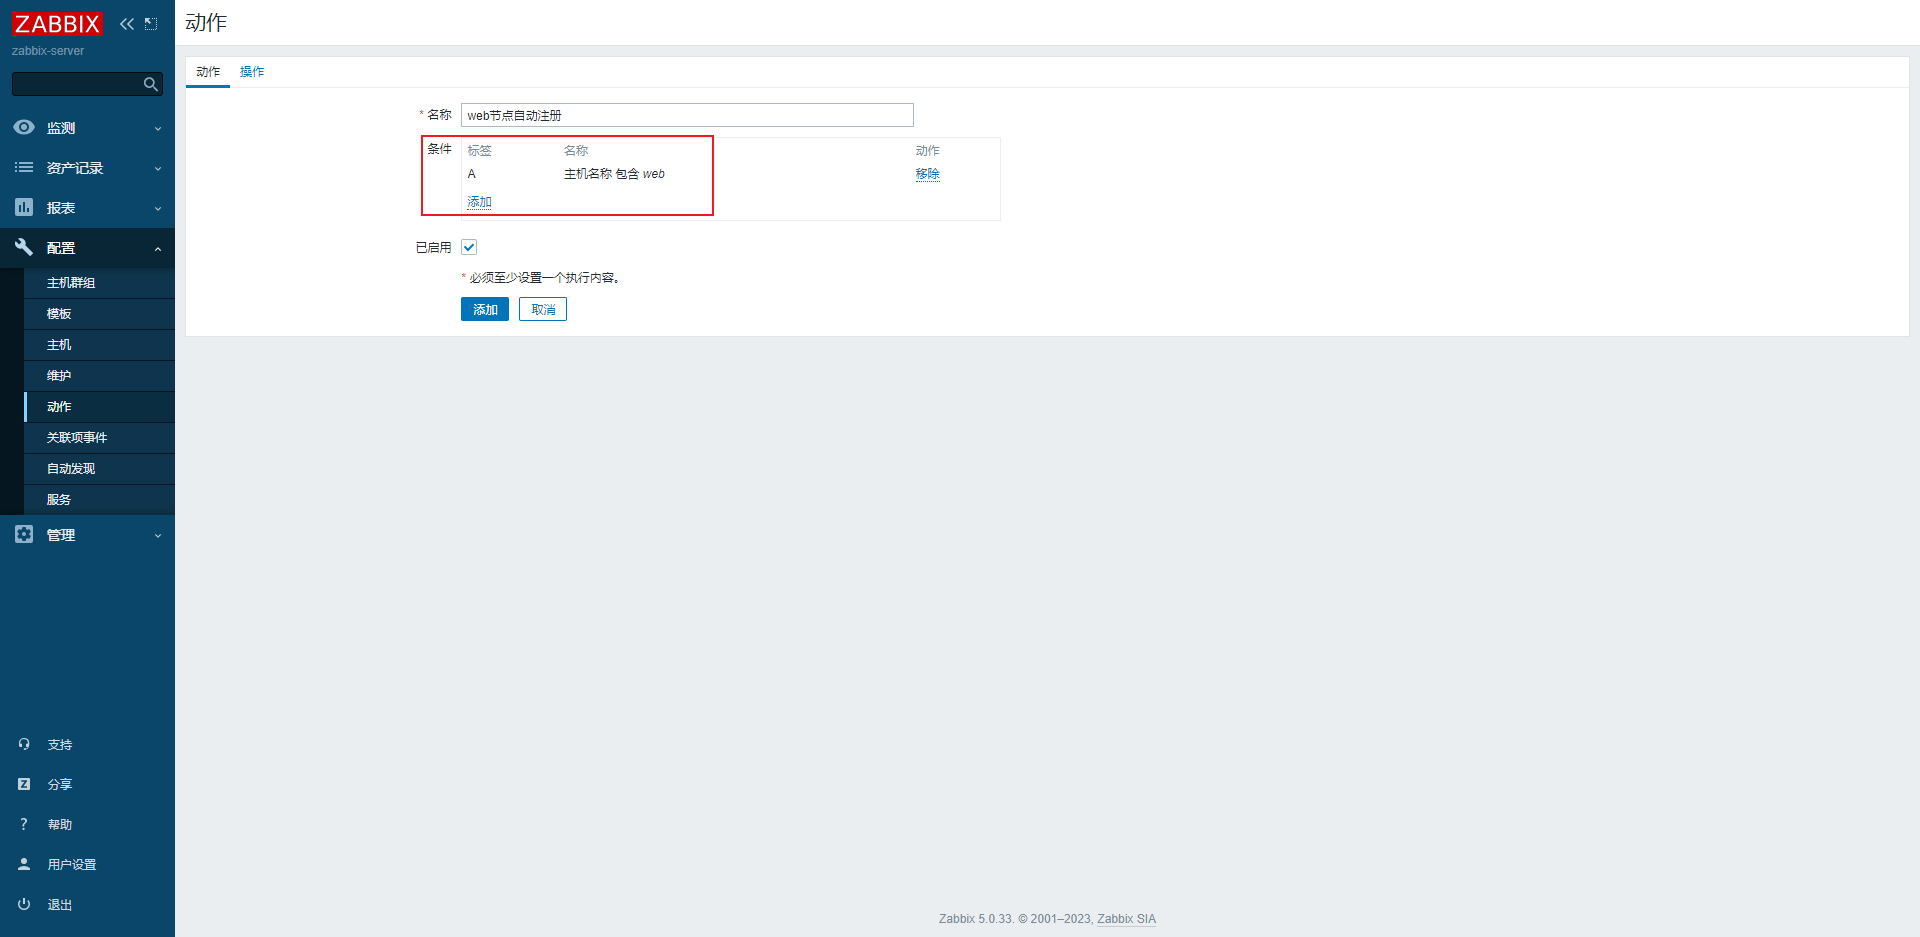 ZABBIX
zabbix-server
监测
资产记录
报表
配置
主机群组
模板
主机
维护
动作
关联项事件
自动发现
服务
管理
支持
分享
帮助
用户设置
退出
动作
动作 操作
* 名称 web节点自动注册
条件 标签 名称 动作
A 主机名称 包含 web 移除
添加
已启用
* 必须至少设置一个执行内容。
添加 取消
Zabbix 5.0.33. © 2001–2023, Zabbix SIA